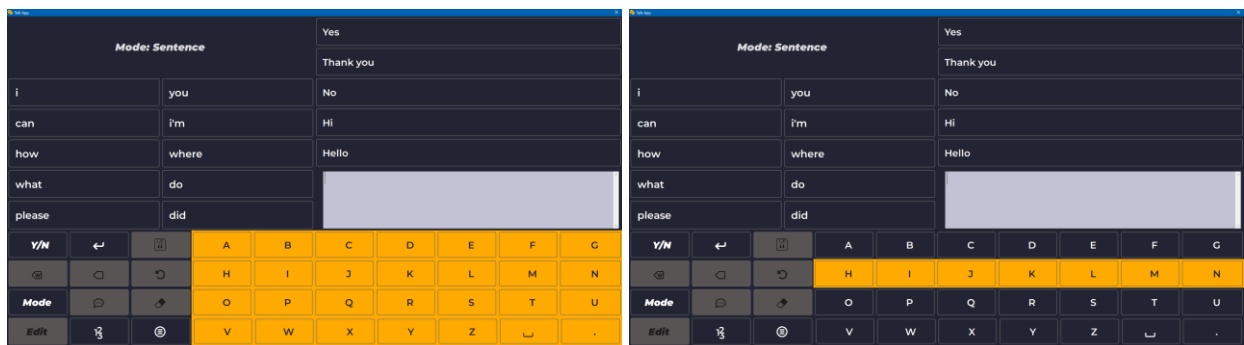 Talk App
Mode: Sentence
Yes
Thank you
i you No
can i'm Hi
how where Hello
what do
please did
Y/N A B C D E F G
H I J K L M N
Mode O P Q R S T U
Edit 123 V W X Y Z .
Talk App
Mode: Sentence
Yes
Thank you
i you No
can i'm Hi
how where Hello
what do
please did
Y/N A B C D E F G
H I J K L M N
Mode O P Q R S T U
Edit 123 V W X Y Z .